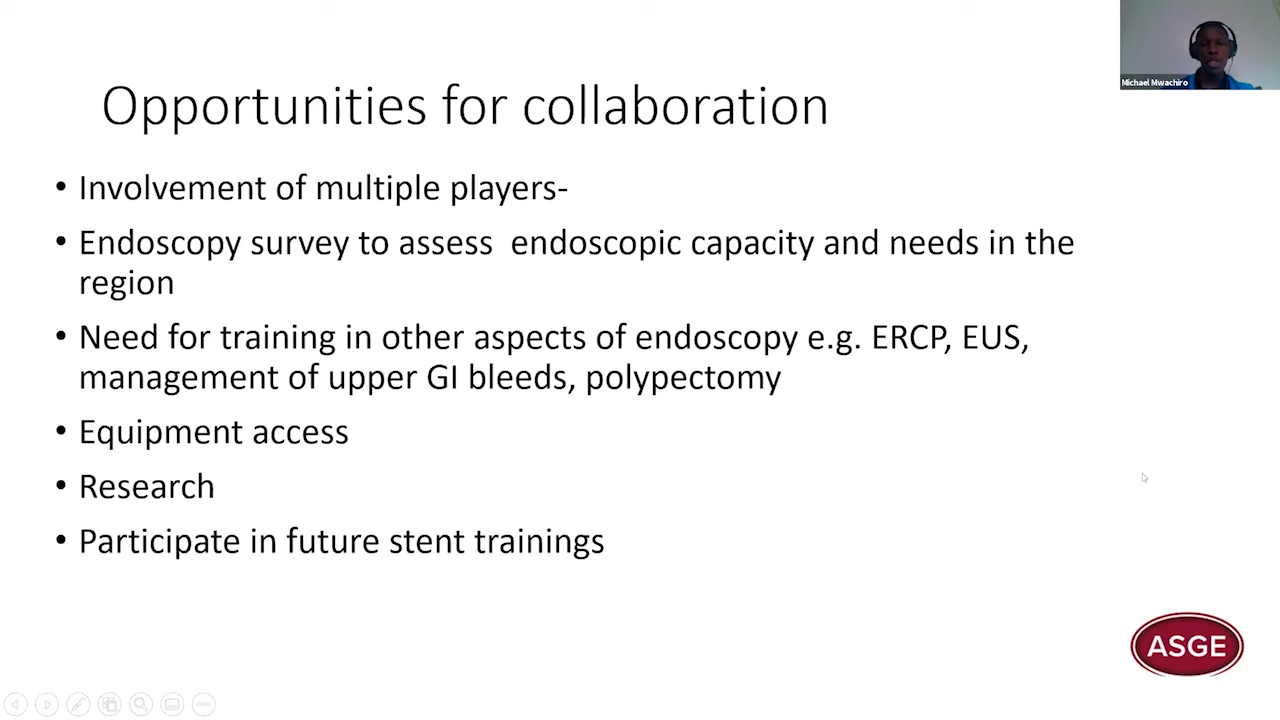 Michael Mwachiro
Opportunities for collaboration
• Involvement of multiple players-
• Endoscopy survey to assess  endoscopic capacity and needs in the
region
• Need for training in other aspects of endoscopy e.g. ERCP, EUS,
management of upper GI bleeds, polypectomy
• Equipment access
• Research
• Participate in future stent trainings
ASGE